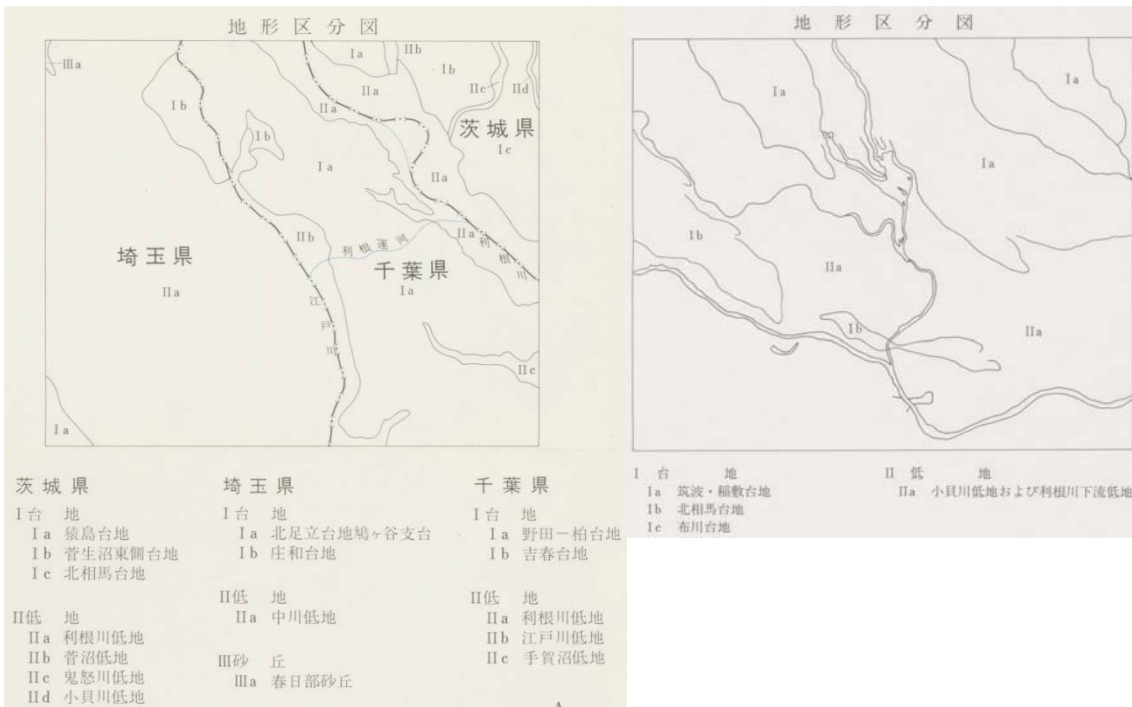 地形区分図
Ⅲa
Ⅰb
Ⅰb
Ⅰa
Ⅱb
Ⅰb
Ⅱa
Ⅱc
Ⅱd
Ⅱa
茨城県
Ⅰc
Ⅰa
Ⅱa
Ⅱb
利根運河
Ⅱa
利根川
埼玉県
Ⅱa
千葉県
Ⅰa
江戸川
Ⅱc
Ⅰa
茨城県
Ⅰ台地
Ⅰa 猿島台地
Ⅰb 菅生沼東側台地
Ⅰc 北相馬台地
Ⅱ低地
Ⅱa 利根川低地
Ⅱb 菅沼低地
Ⅱc 鬼怒川低地
Ⅱd 小貝川低地
埼玉県
Ⅰ台地
Ⅰa 北足立台地鳩ヶ谷支台
Ⅰb 庄和台地
Ⅱ低地
Ⅱa 中川低地
Ⅲ砂丘
Ⅲa 春日部砂丘
千葉県
Ⅰ台地
Ⅰa 野田－柏台地
Ⅰb 吉春台地
Ⅱ低地
Ⅱa 利根川低地
Ⅱb 江戸川低地
Ⅱc 手賀沼低地
地形区分図
Ⅰa
Ⅰa
Ⅰa
Ⅰb
Ⅱa
Ⅰb
Ⅱa
Ⅰ台地
Ⅰa 筑波・稲敷台地
Ⅰb 北相馬台地
Ⅰc 布川台地
Ⅱ低地
Ⅱa 小貝川低地および利根川下流低地